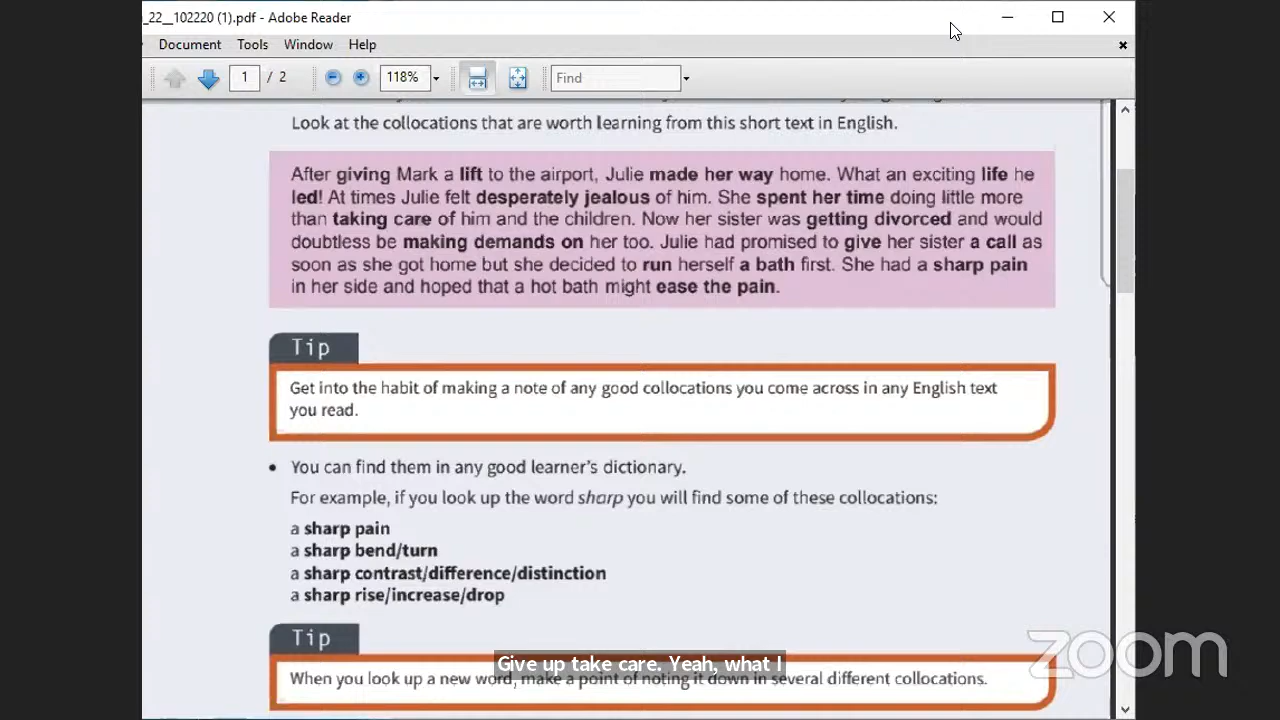 _22__102220 (1).pdf - Adobe Reader
Document Tools Window Help
1 / 2 118% Find
Look at the collocations that are worth learning from this short text in English.
After giving Mark a lift to the airport, Julie made her way home. What an exciting life he
led! At times Julie felt desperately jealous of him. She spent her time doing little more
than taking care of him and the children. Now her sister was getting divorced and would
doubtless be making demands on her too. Julie had promised to give her sister a call as
soon as she got home but she decided to run herself a bath first. She had a sharp pain
in her side and hoped that a hot bath might ease the pain.
Tip
Get into the habit of making a note of any good collocations you come across in any English text
you read.
• You can find them in any good learner's dictionary.
For example, if you look up the word sharp you will find some of these collocations:
a sharp pain
a sharp bend/turn
a sharp contrast/difference/distinction
a sharp rise/increase/drop
Tip
Give up take care. Yeah, what I
When you look up a new word, make a point of noting it down in several different collocations.
zoom